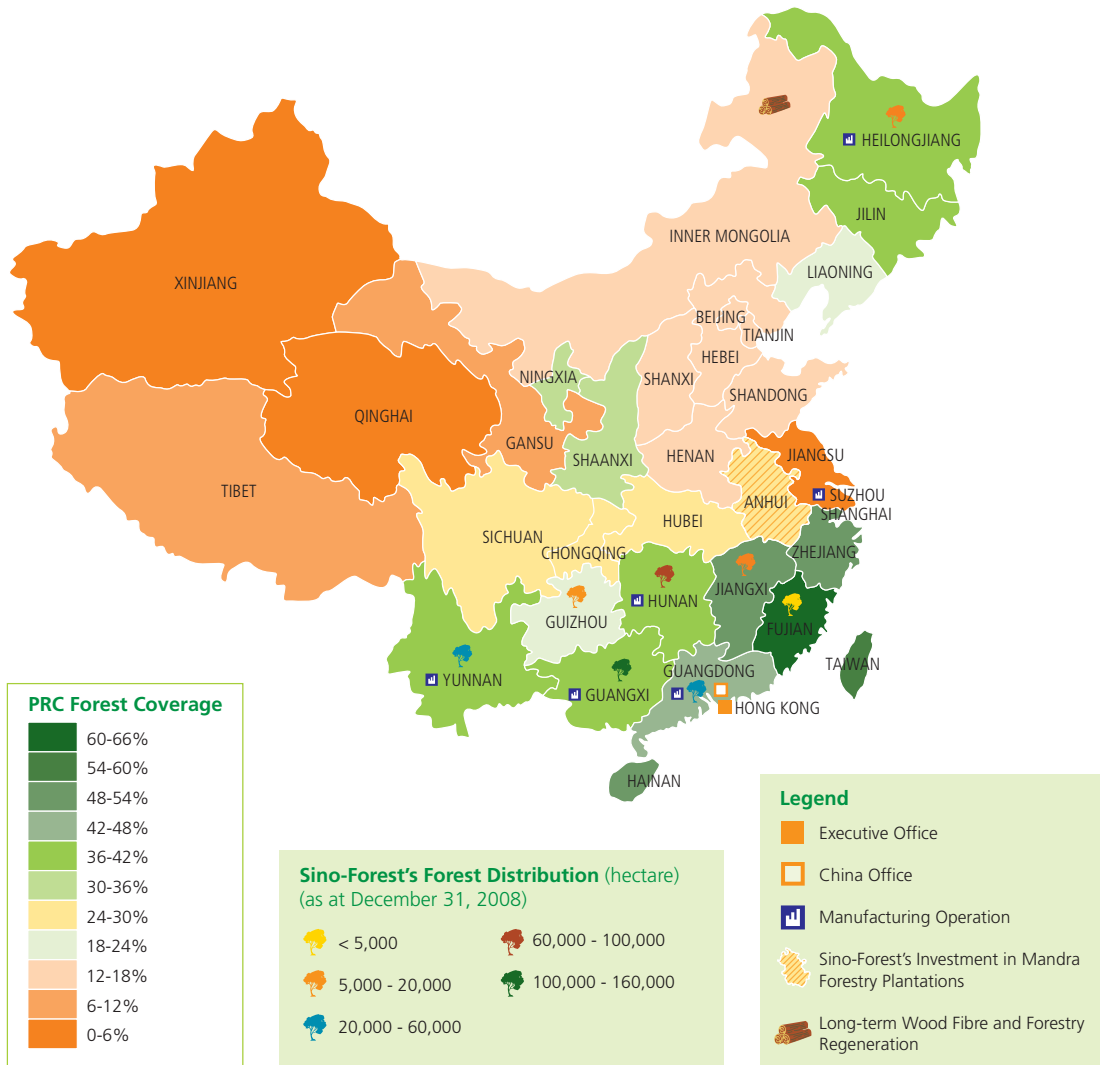 HEILONGJIANG
JILIN
INNER MONGOLIA
LIAONING
XINJIANG
BEIJING
TIANJIN
HEBEI
NINGXIA
SHANXI
SHANDONG
QINGHAI
GANSU
SHAANXI
HENAN
JIANGSU
TIBET
ANHUI
SUZHOU
SHANGHAI
HUBEI
SICHUAN
CHONGQING
ZHEJIANG
JIANGXI
HUNAN
GUIZHOU
FUJIAN
TAIWAN
GUANGDONG
YUNNAN
GUANGXI
HONG KONG
HAINAN
PRC Forest Coverage
60-66%
54-60%
48-54%
42-48%
36-42%
30-36%
24-30%
18-24%
12-18%
6-12%
0-6%
Sino-Forest's Forest Distribution (hectare)
(as at December 31, 2008)
< 5,000
5,000 - 20,000
20,000 - 60,000
60,000 - 100,000
100,000 - 160,000
Legend
Executive Office
China Office
Manufacturing Operation
Sino-Forest's Investment in Mandra
Forestry Plantations
Long-term Wood Fibre and Forestry
Regeneration